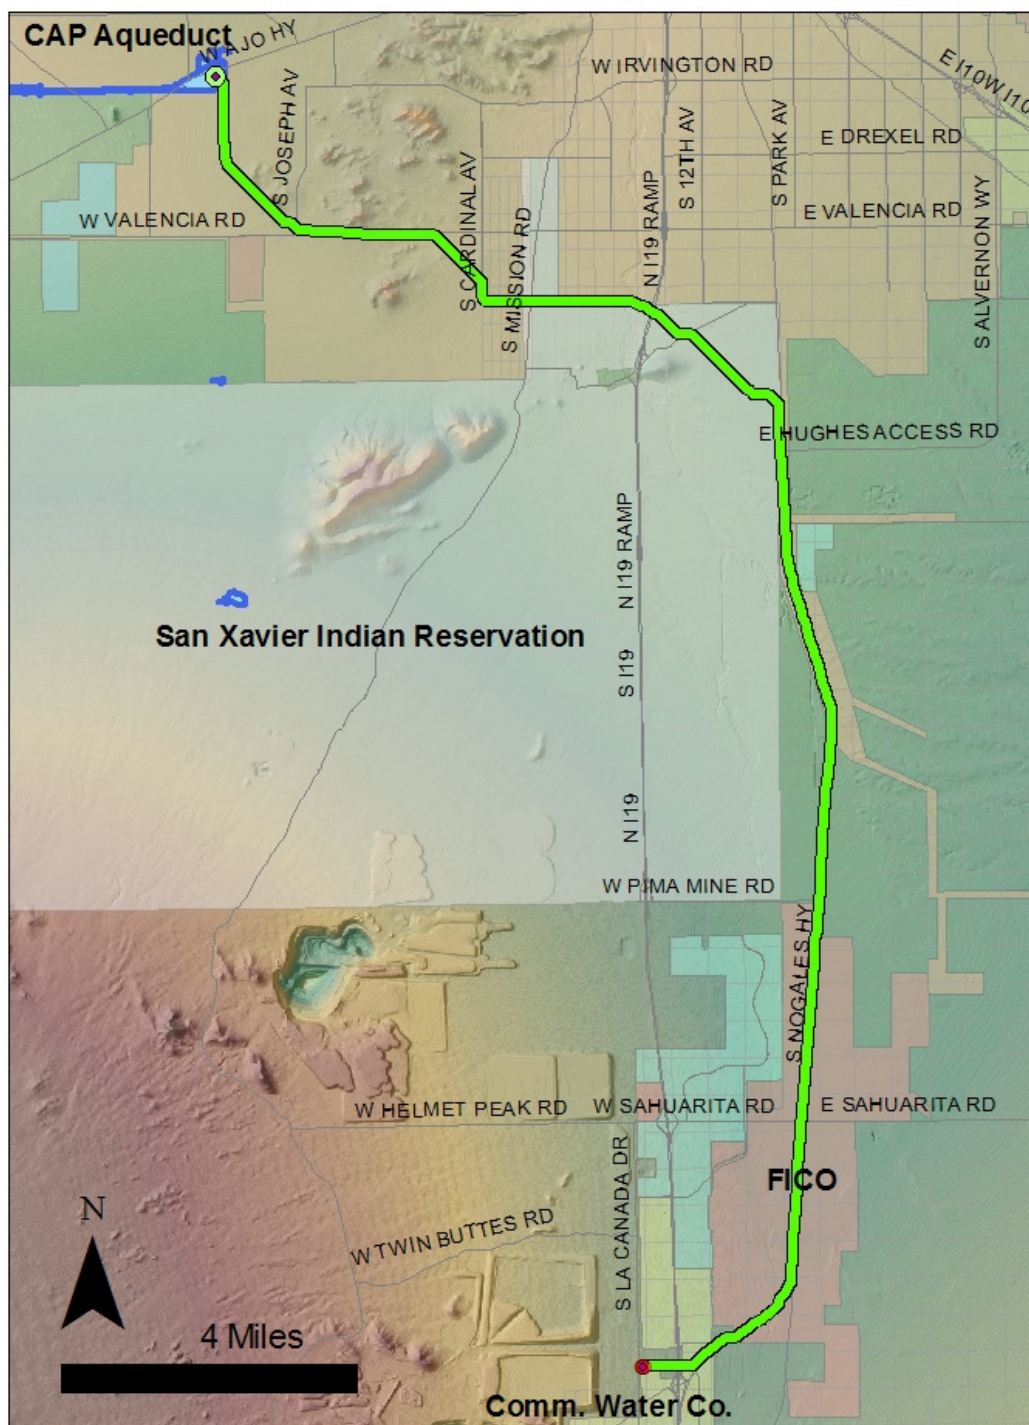 CAP Aqueduct
W AJO HY
W IRVINGTON RD
E I10W I10
S JOSEPH AV
S CARDINAL AV
S MISSION RD
N I19 RAMP
S 12TH AV
S PARK AV
E DREXEL RD
W VALENCIA RD
E VALENCIA RD
S ALVERNON WY
E HUGHES ACCESS RD
N I19 RAMP
San Xavier Indian Reservation
S I19
N I19
W PIMA MINE RD
S NOGALES HY
W HELMET PEAK RD
W SAHUARITA RD
E SAHUARITA RD
S LA CANADA DR
FICO
N
W TWIN BUTTES RD
4 Miles
Comm. Water Co.